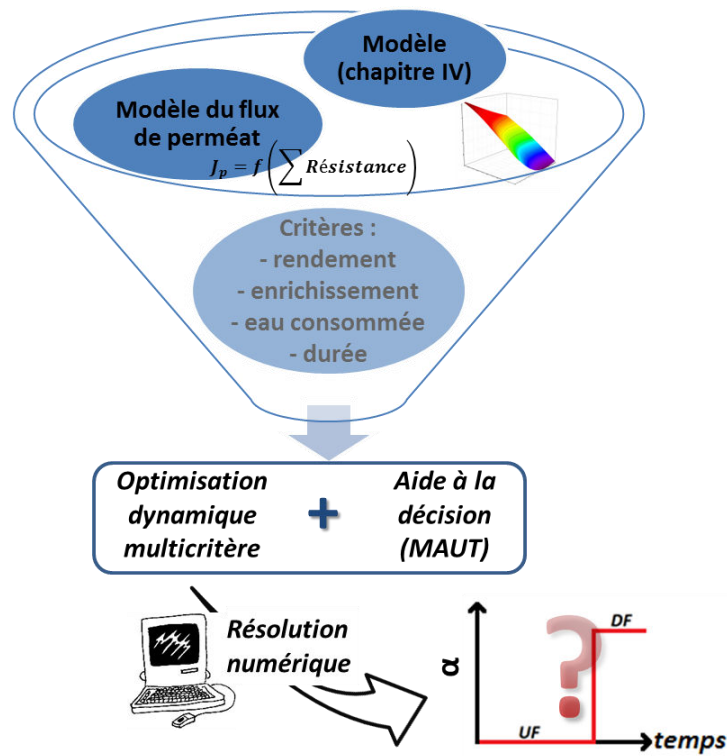 Modèle
(chapitre IV)
Modèle du flux
de perméat
J_p = f(∑ Résistance)
Critères :
- rendement
- enrichissement
- eau consommée
- durée
Optimisation
dynamique
multicritère
+
Aide à la
décision
(MAUT)
Résolution
numérique
α
?
DF
UF
temps